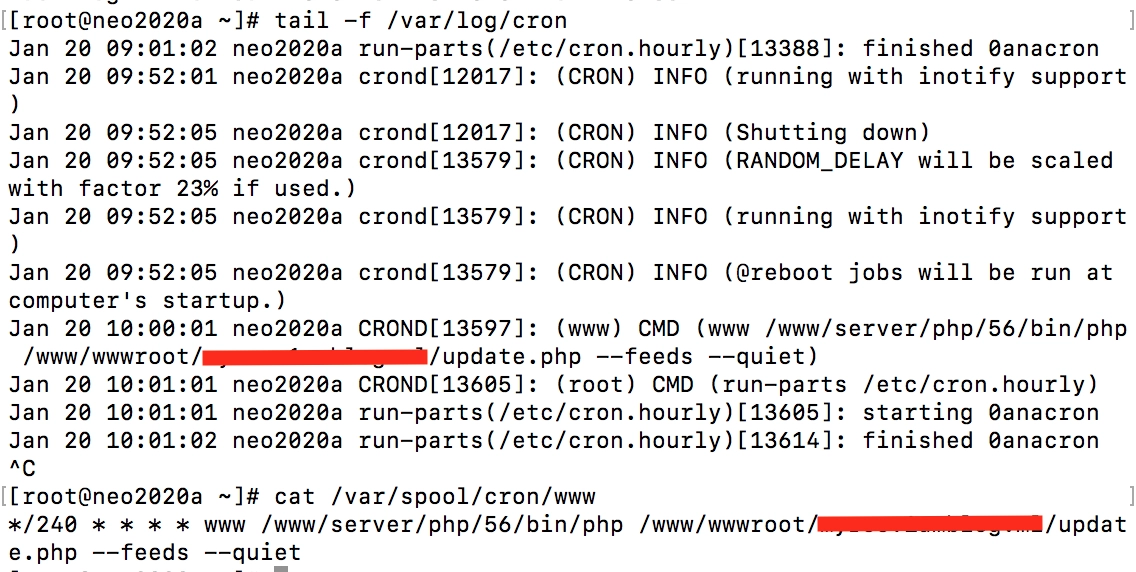 [[root@neo2020a ~]# tail -f /var/log/cron ]
Jan 20 09:01:02 neo2020a run-parts(/etc/cron.hourly)[13388]: finished 0anacron
Jan 20 09:52:01 neo2020a crond[12017]: (CRON) INFO (running with inotify support
)
Jan 20 09:52:05 neo2020a crond[12017]: (CRON) INFO (Shutting down)
Jan 20 09:52:05 neo2020a crond[13579]: (CRON) INFO (RANDOM_DELAY will be scaled
with factor 23% if used.)
Jan 20 09:52:05 neo2020a crond[13579]: (CRON) INFO (running with inotify support
)
Jan 20 09:52:05 neo2020a crond[13579]: (CRON) INFO (@reboot jobs will be run at
computer's startup.)
Jan 20 10:00:01 neo2020a CROND[13597]: (www) CMD (www /www/server/php/56/bin/php
/www/wwwroot/ /update.php --feeds --quiet)
Jan 20 10:01:01 neo2020a CROND[13605]: (root) CMD (run-parts /etc/cron.hourly)
Jan 20 10:01:01 neo2020a run-parts(/etc/cron.hourly)[13605]: starting 0anacron
Jan 20 10:01:02 neo2020a run-parts(/etc/cron.hourly)[13614]: finished 0anacron
^C
[[root@neo2020a ~]# cat /var/spool/cron/www ]
*/240 * * * * www /www/server/php/56/bin/php /www/wwwroot/ /updat
e.php --feeds --quiet